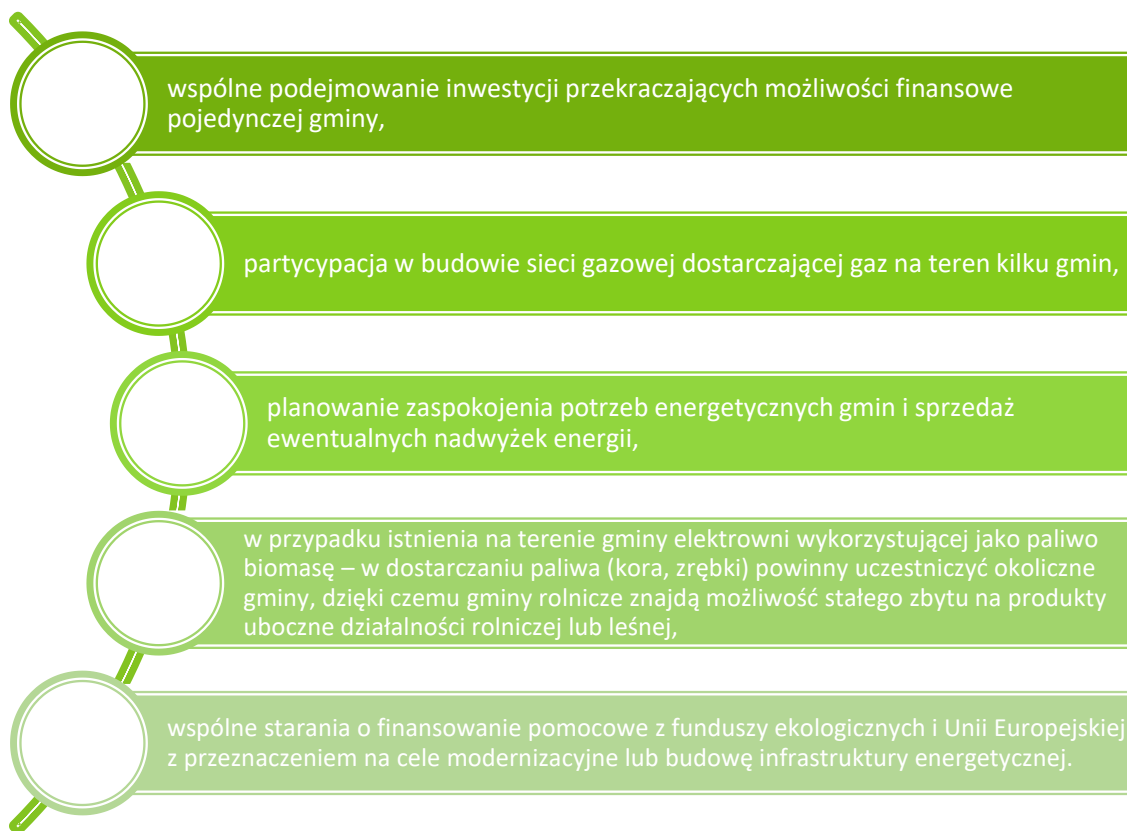 wspólne podejmowanie inwestycji przekraczających możliwości finansowe
pojedynczej gminy,
partycypacja w budowie sieci gazowej dostarczającej gaz na teren kilku gmin,
planowanie zaspokojenia potrzeb energetycznych gmin i sprzedaż
ewentualnych nadwyżek energii,
w przypadku istnienia na terenie gminy elektrowni wykorzystującej jako paliwo
biomasę – w dostarczaniu paliwa (kora, zrębki) powinny uczestniczyć okoliczne
gminy, dzięki czemu gminy rolnicze znajdą możliwość stałego zbytu na produkty
uboczne działalności rolniczej lub leśnej,
wspólne starania o finansowanie pomocowe z funduszy ekologicznych i Unii Europejskiej
z przeznaczeniem na cele modernizacyjne lub budowę infrastruktury energetycznej.